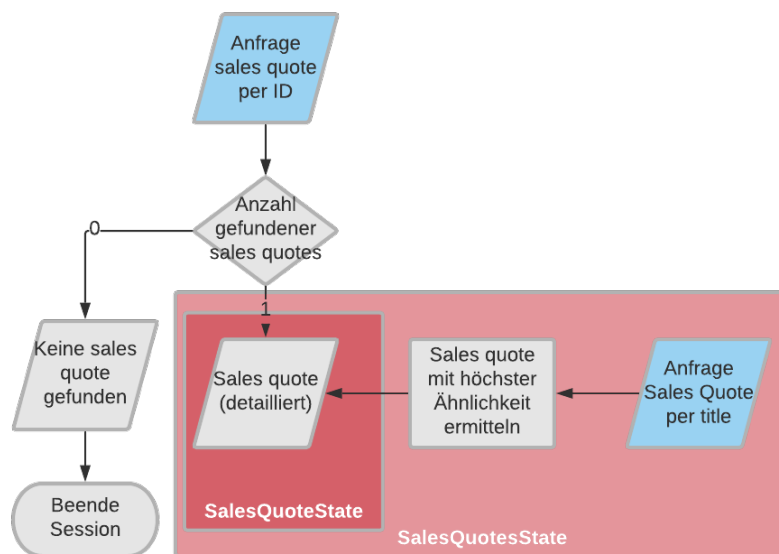 Anfrage
sales quote
per ID
Anzahl
gefundener
sales quotes
0
1
Keine sales
quote
gefunden
Sales quote
(detailliert)
Sales quote
mit höchster
Ähnlichkeit
ermitteln
Anfrage
Sales Quote
per title
Beende
Session
SalesQuoteState
SalesQuotesState